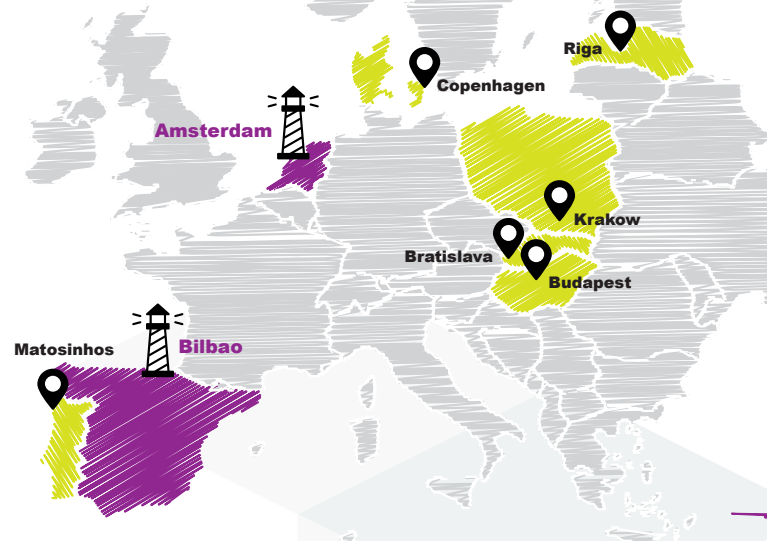 Riga
Copenhagen
Amsterdam
Krakow
Bratislava
Budapest
Bilbao
Matosinhos